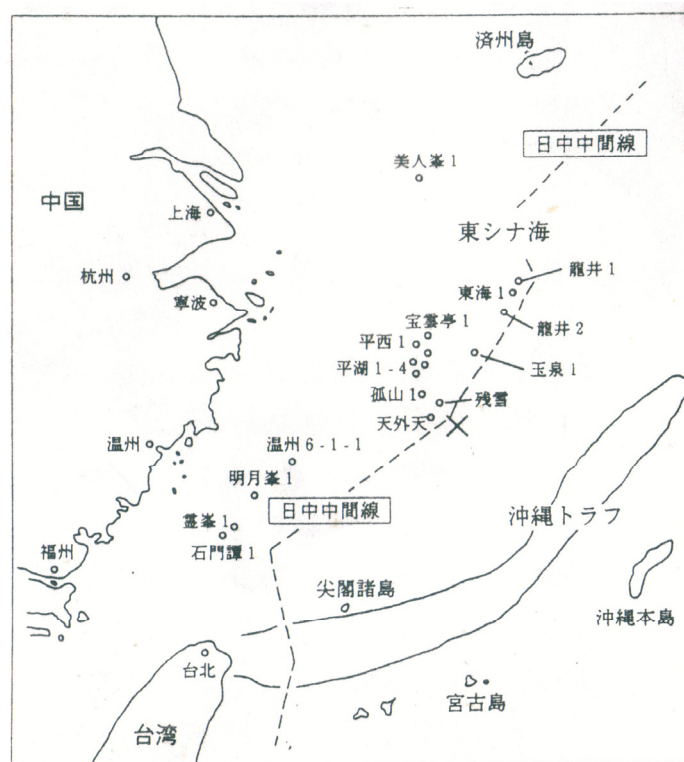 済州島
日中中間線
美人峯1
中国
上海
東シナ海
杭州
龍井1
東海1
寧波
宝雲亭1
龍井2
平西1
平湖1-4
玉泉1
孤山1
残雪
天外天
温州
温州6-1-1
明月峯1
日中中間線
沖縄トラフ
霊峯1
石門譚1
福州
尖閣諸島
沖縄本島
台北
宮古島
台湾